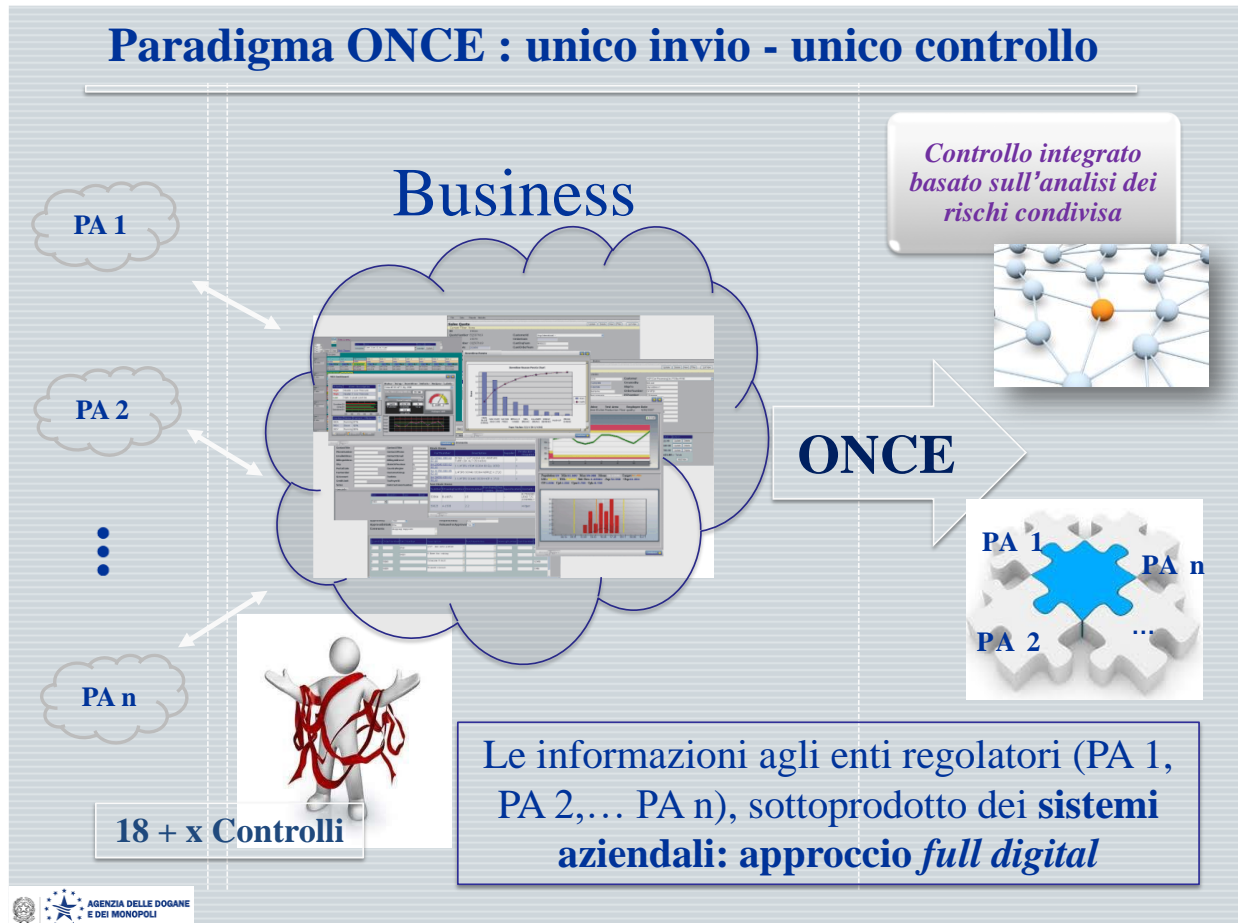 Paradigma ONCE : unico invio - unico controllo
Controllo integrato
basato sull'analisi dei
rischi condivisa
Business
PA 1
PA 2
PA n
ONCE
PA 1
PA n
PA 2
...
18 + x Controlli
Le informazioni agli enti regolatori (PA 1,
PA 2,… PA n), sottoprodotto dei sistemi
aziendali: approccio full digital
AGENZIA DELLE DOGANE
E DEI MONOPOLI